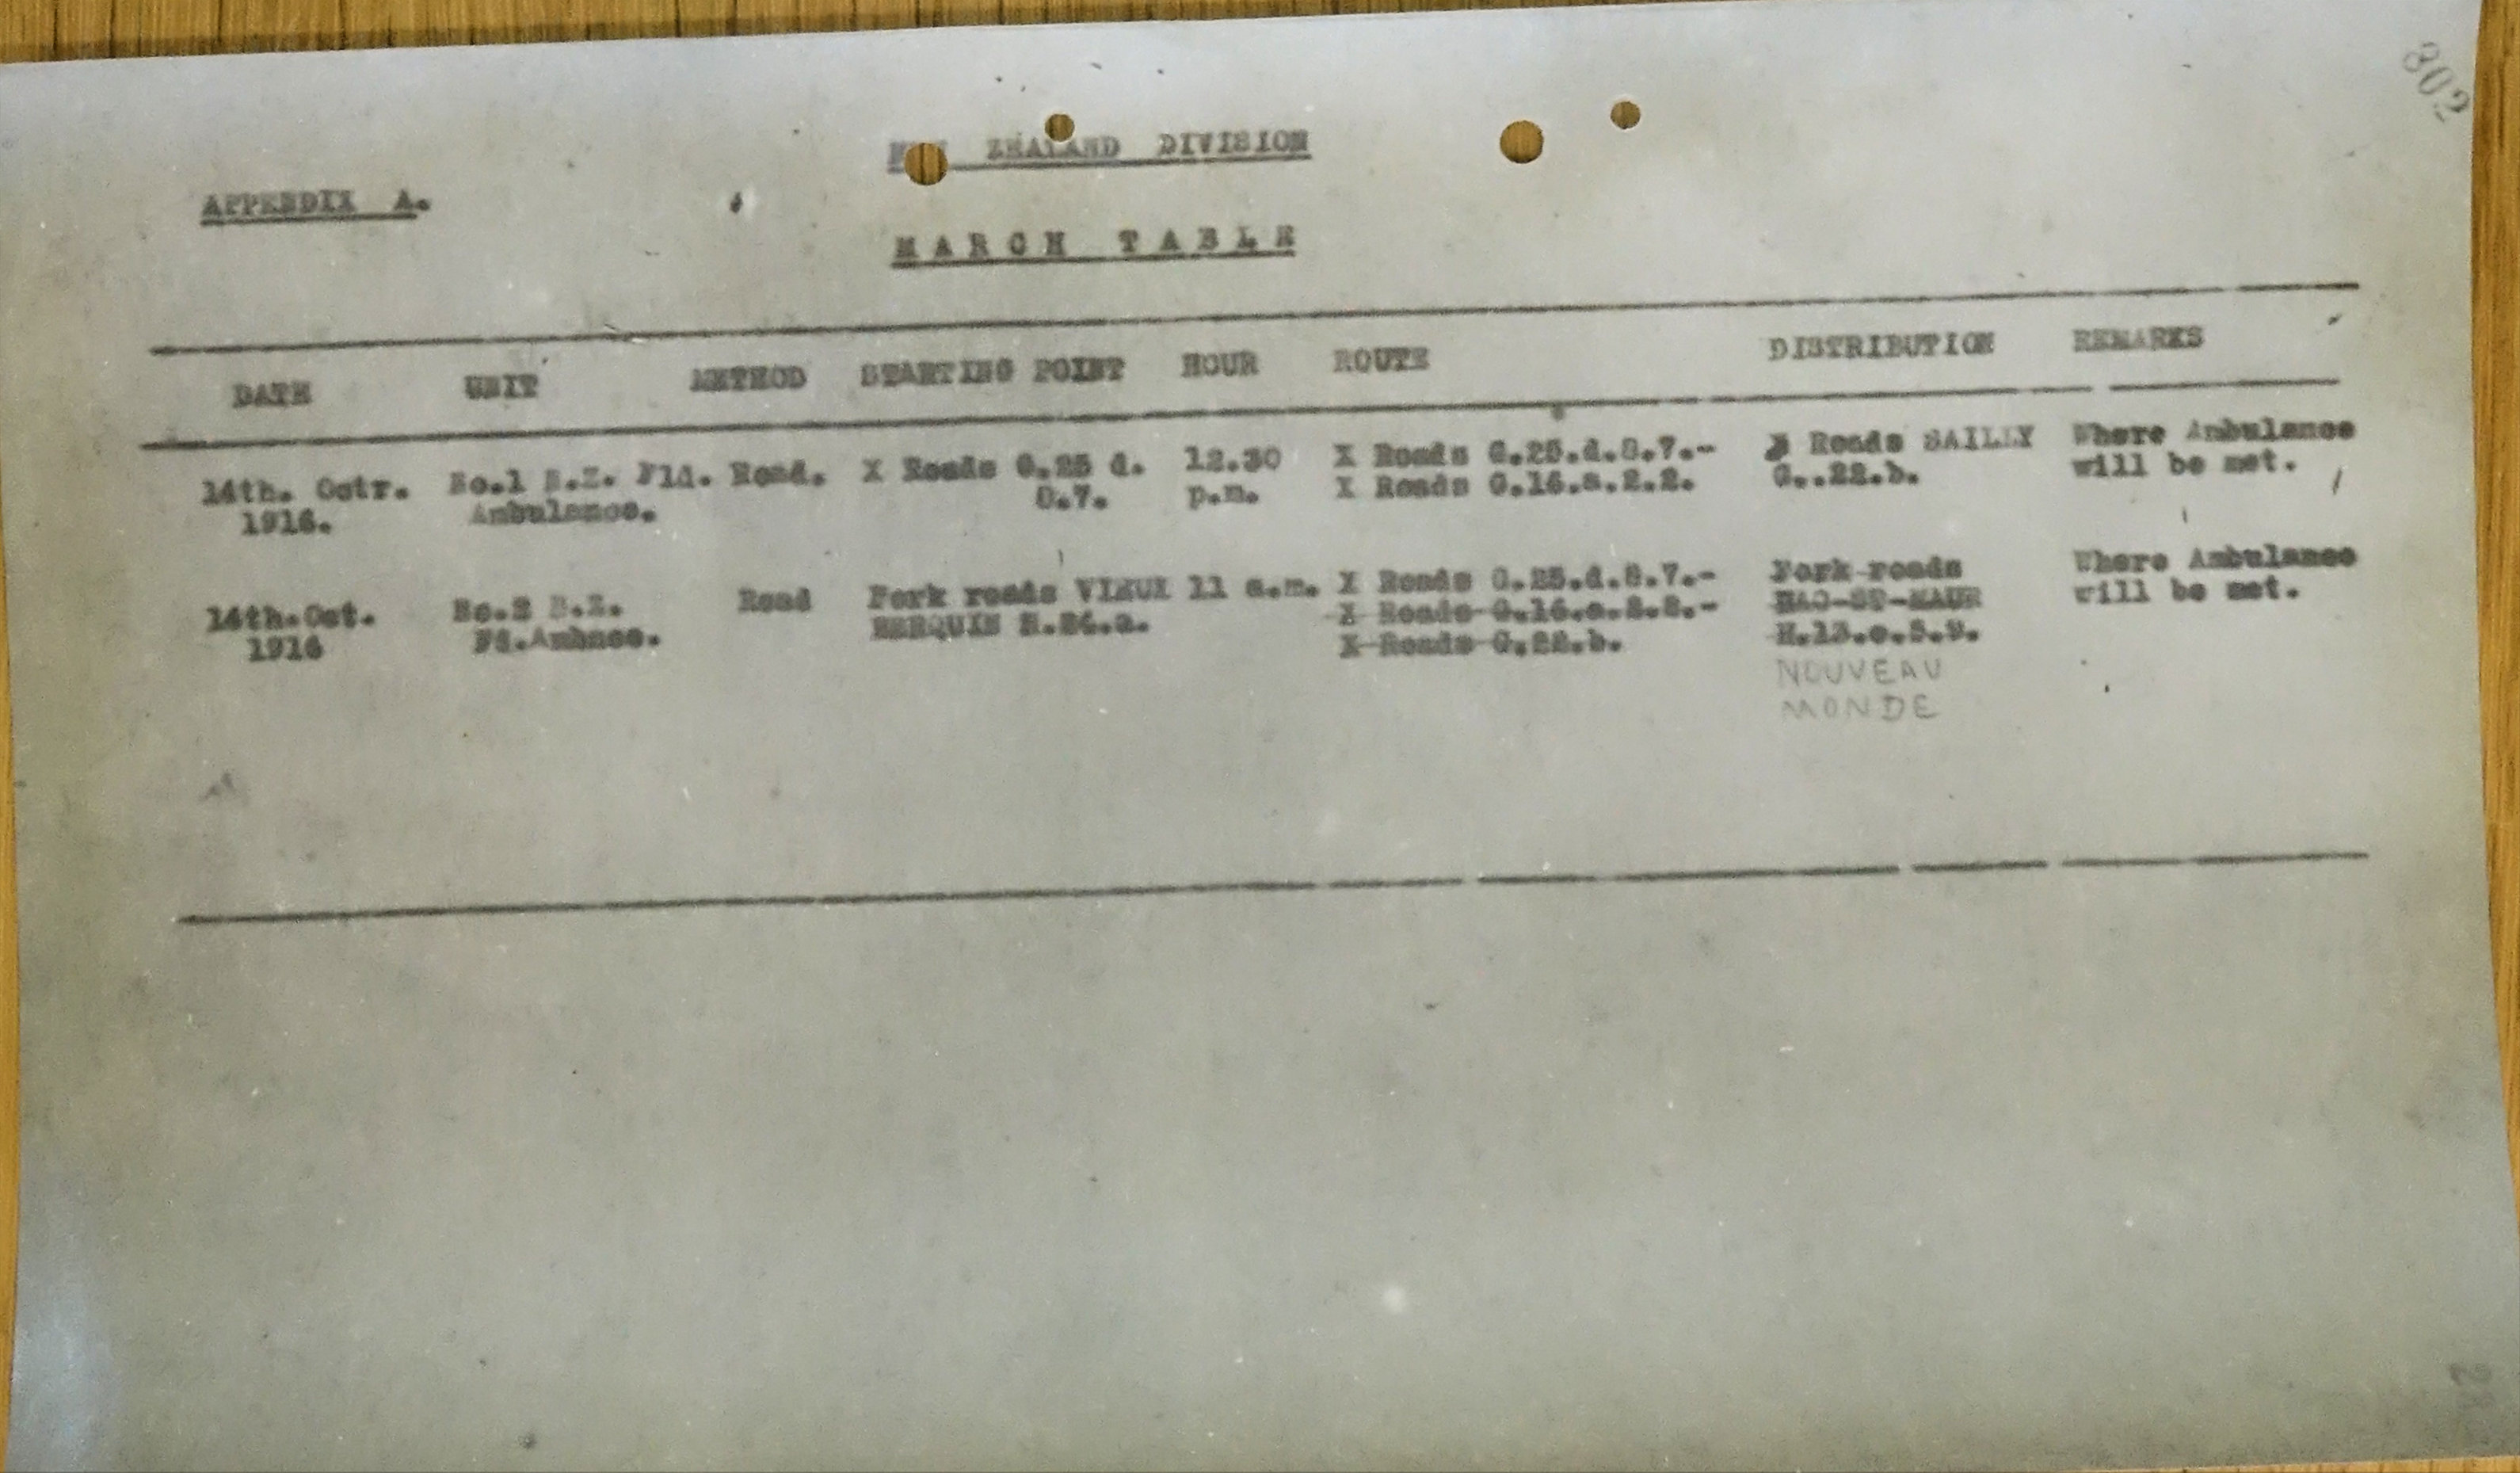 802
NEW ZEALAND DIVISION
APPENDIX A.
MARCH TABLE
DATE UNIT METHOD STARTING POINT HOUR ROUTE DISTRIBUTION REMARKS
14th. Octr. No.1 N.Z. Fld. Road. X Roads G.25 d. 12.30 X Roads G.25.d.8.7.- X Roads SAILLY Where Ambulance
1916. Ambulance. 8.7. p.m. X Roads G.16.a.2.2. G..22.b. will be met.
14th.Oct. No.2 N.Z. Road Fork roads VIEUX 11 a.m. X Roads G.25.d.8.7.- Fork roads Where Ambulance
1916 Fd.Ambnce. BERQUIN X Roads G.16.a.2.2.- BAC-ST-MAUR will be met.
X Roads G.22.b. H.13.c.5.9.
NOUVEAU
MONDE